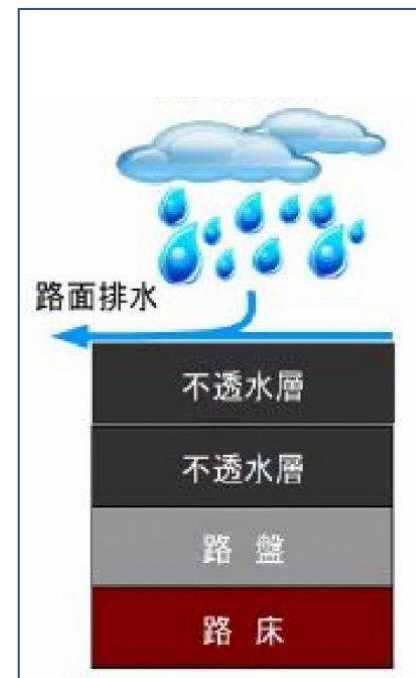 路面排水
不透水層
不透水層
路 盤
路 床